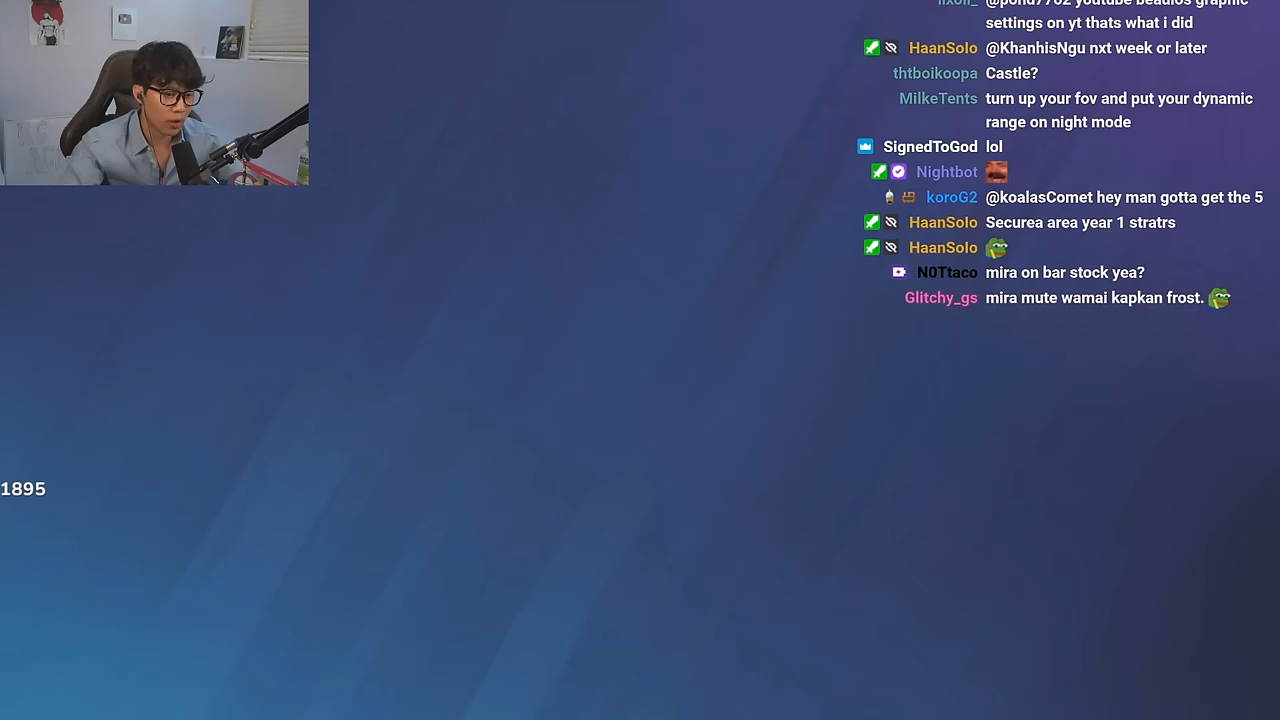 settings on yt thats what i did
HaanSolo @KhanhisNgu nxt week or later
thtboikoopa Castle?
MilkeTents turn up your fov and put your dynamic
range on night mode
SignedToGod lol
Nightbot
koroG2 @koalasComet hey man gotta get the 5
HaanSolo Securea area year 1 stratrs
HaanSolo
N0Ttaco mira on bar stock yea?
Glitchy_gs mira mute wamai kapkan frost.
1895